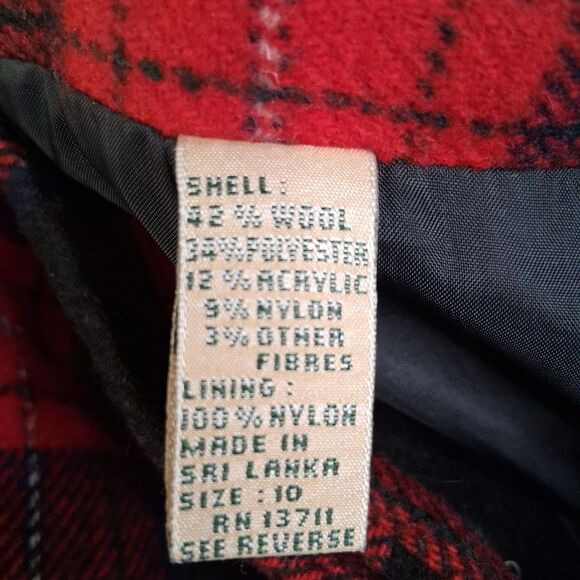 SHELL:
42% WOOL
34% POLYESTER
12% ACRYLIC
9% NYLON
3% OTHER
FIBRES
LINING:
100% NYLON
MADE IN
SRI LANKA
SIZE: 10
RN 13711
SEE REVERSE